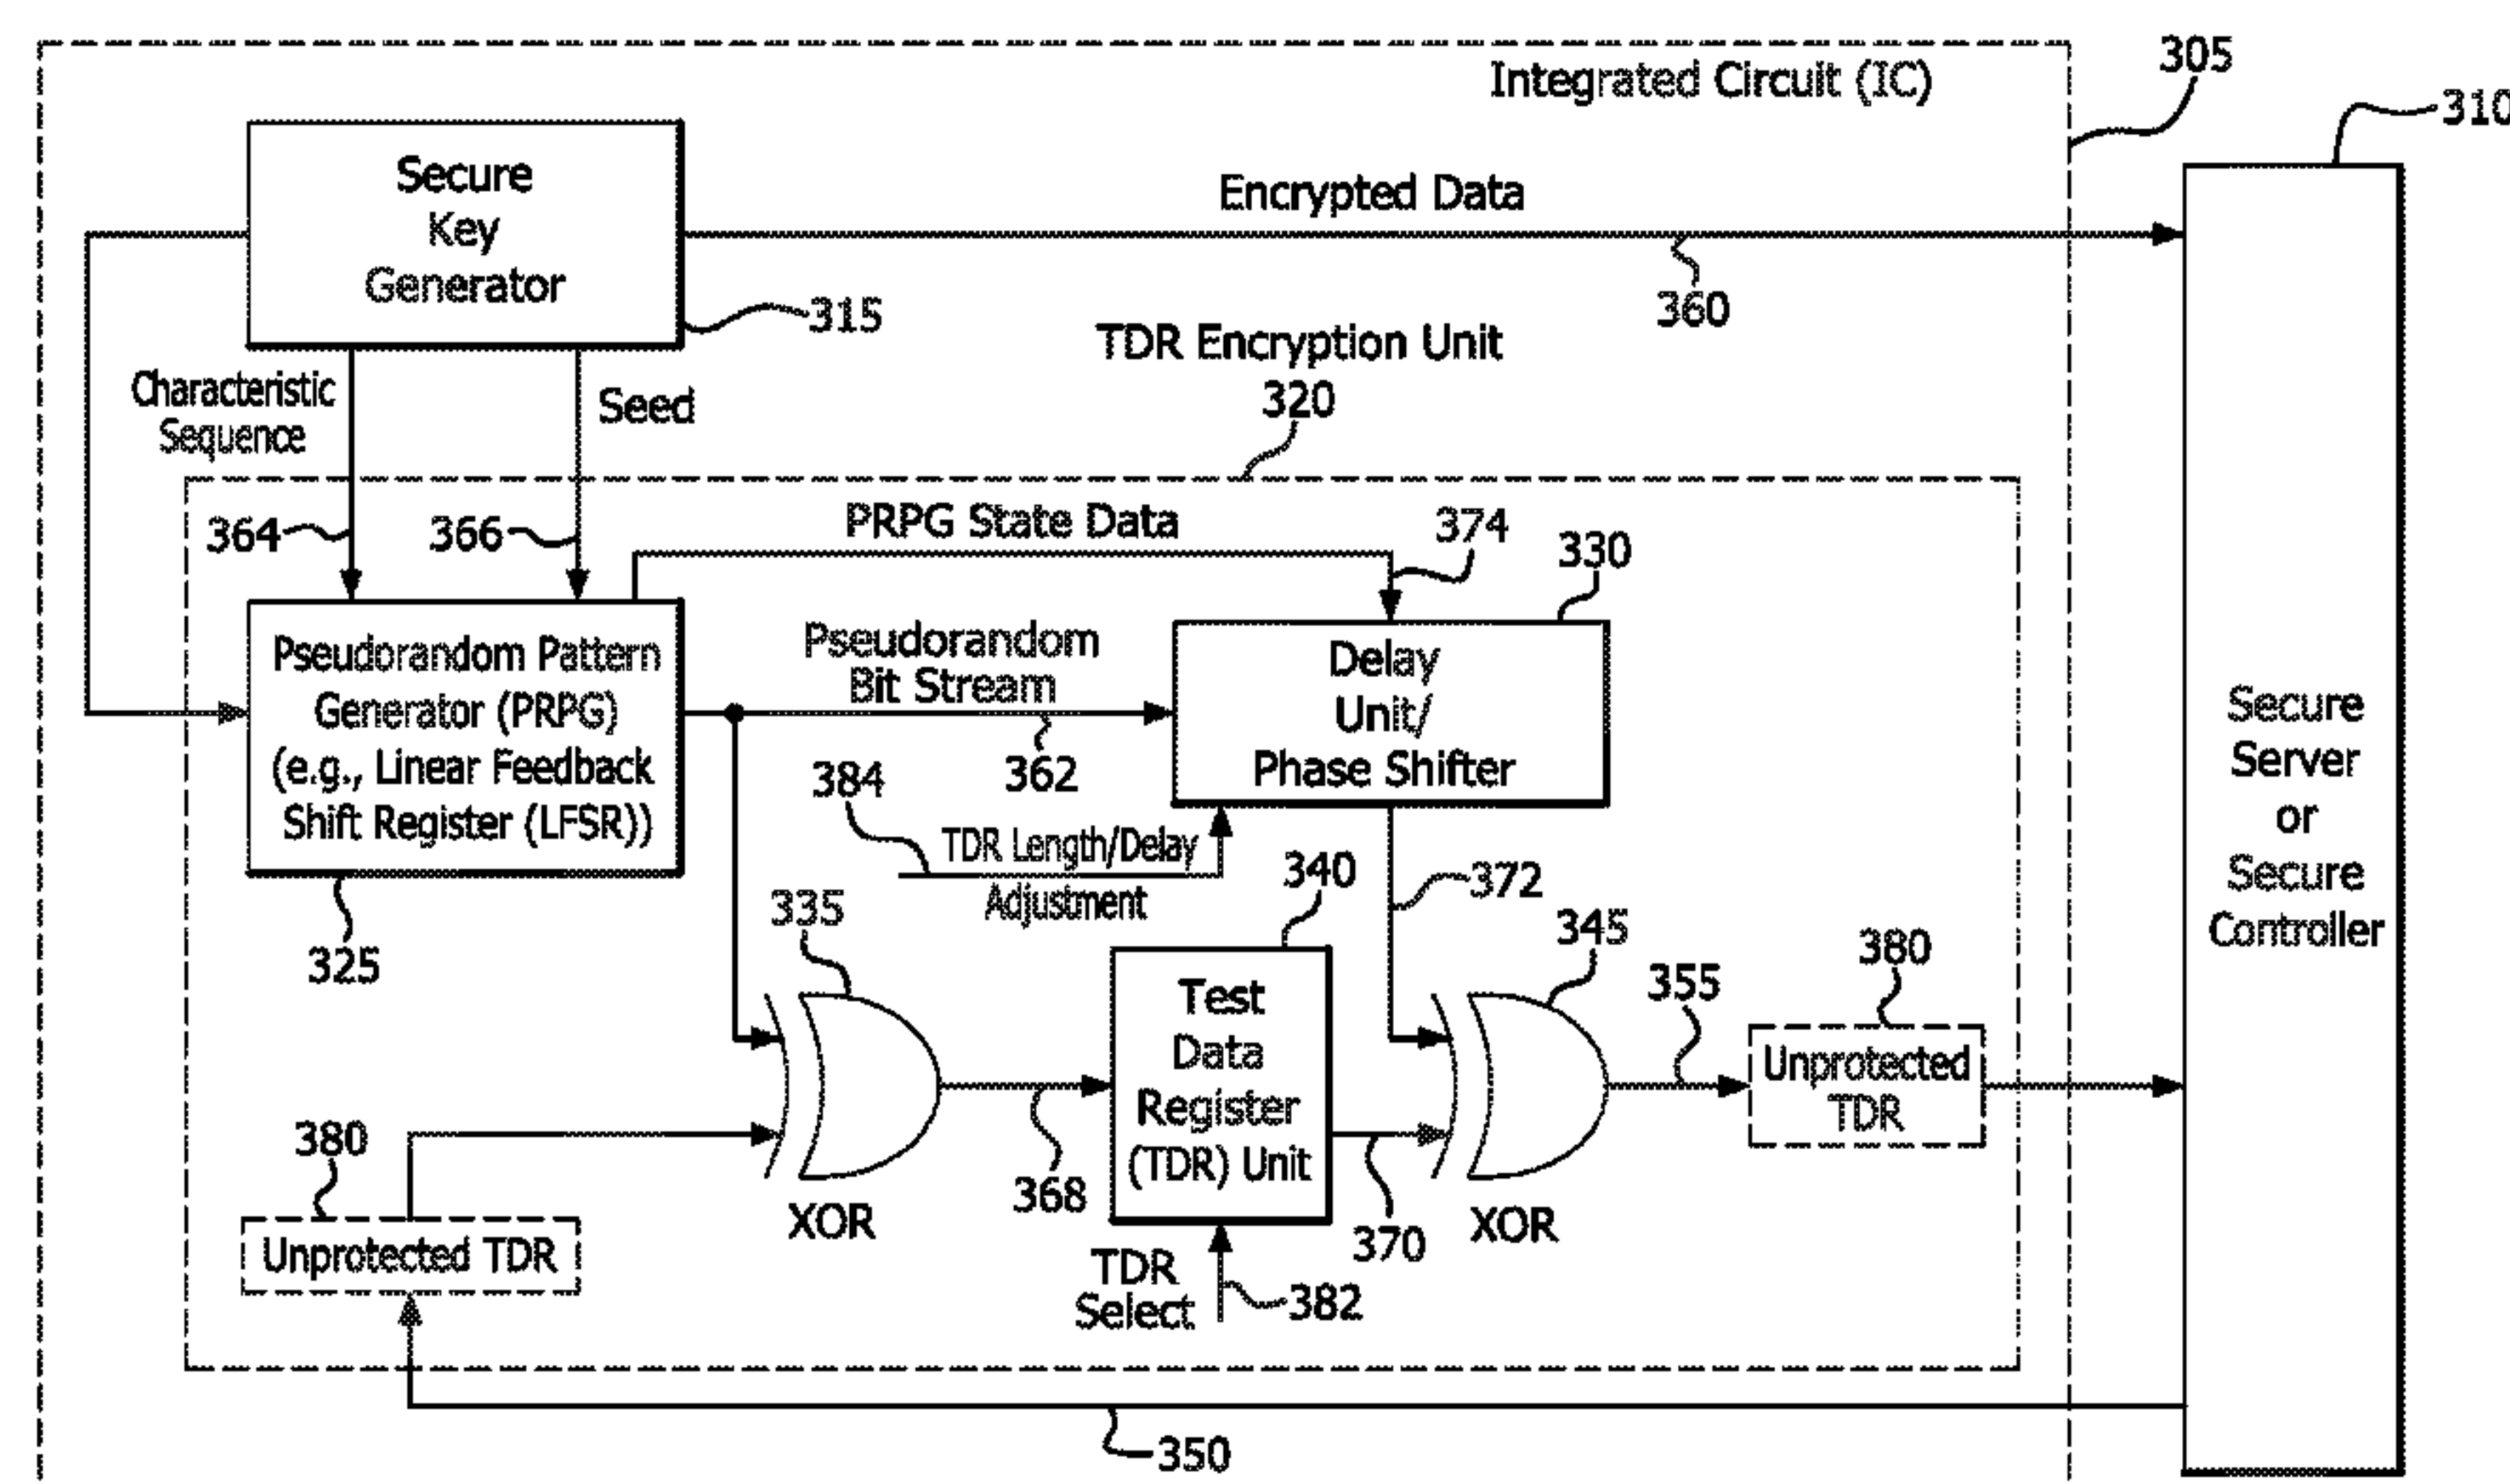 Integrated Circuit (IC)
305
310
Secure
Key
Generator
315
Encrypted Data
360
TDR Encryption Unit
320
Characteristic
Sequence
Seed
364
366
PRPG State Data
374
330
Pseudorandom Pattern
Generator (PRPG)
(e.g., Linear Feedback
Shift Register (LFSR))
325
Pseudorandom
Bit Stream
362
Delay
Unit/
Phase Shifter
384
TDR Length/Delay
Adjustment
372
335
XOR
368
340
Test
Data
Register
(TDR) Unit
370
TDR
Select
382
345
XOR
355
380
Unprotected
TDR
380
Unprotected TDR
350
Secure
Server
or
Secure
Controller